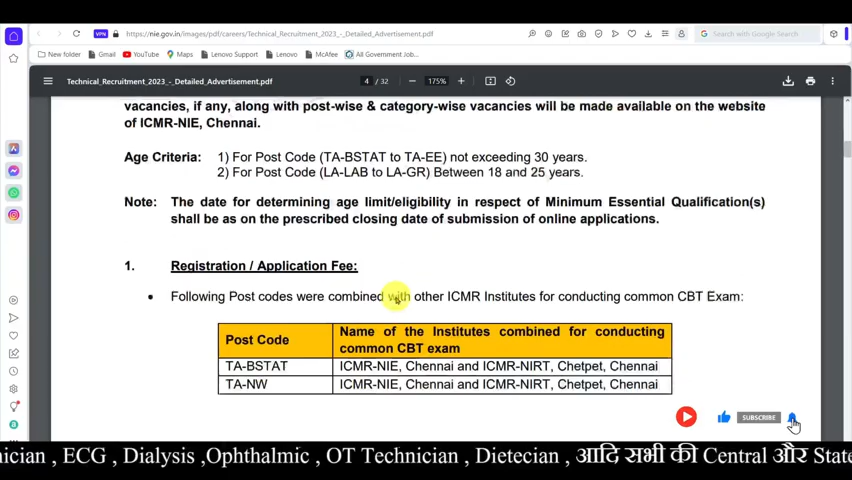 VPN https://nie.gov.in/images/pdf/careers/Technical_Recruitment_2023_-_Detailed_Advertisement.pdf Search with Google
New folder Gmail YouTube Maps Lenovo Support Lenovo McAfee All Government Job...
Technical_Recruitment_2023_-_Detailed_Advertisement.pdf 4 / 32 175%
vacancies, if any, along with post-wise & category-wise vacancies will be made available on the website
of ICMR-NIE, Chennai.
Age Criteria: 1) For Post Code (TA-BSTAT to TA-EE) not exceeding 30 years.
2) For Post Code (LA-LAB to LA-GR) Between 18 and 25 years.
Note: The date for determining age limit/eligibility in respect of Minimum Essential Qualification(s)
shall be as on the prescribed closing date of submission of online applications.
1. Registration / Application Fee:
• Following Post codes were combined with other ICMR Institutes for conducting common CBT Exam:
Post Code Name of the Institutes combined for conducting
common CBT exam
TA-BSTAT ICMR-NIE, Chennai and ICMR-NIRT, Chetpet, Chennai
TA-NW ICMR-NIE, Chennai and ICMR-NIRT, Chetpet, Chennai
SUBSCRIBE
nician , ECG , Dialysis ,Ophthalmic , OT Technician , Dietecian , आदि सभी की Central और State